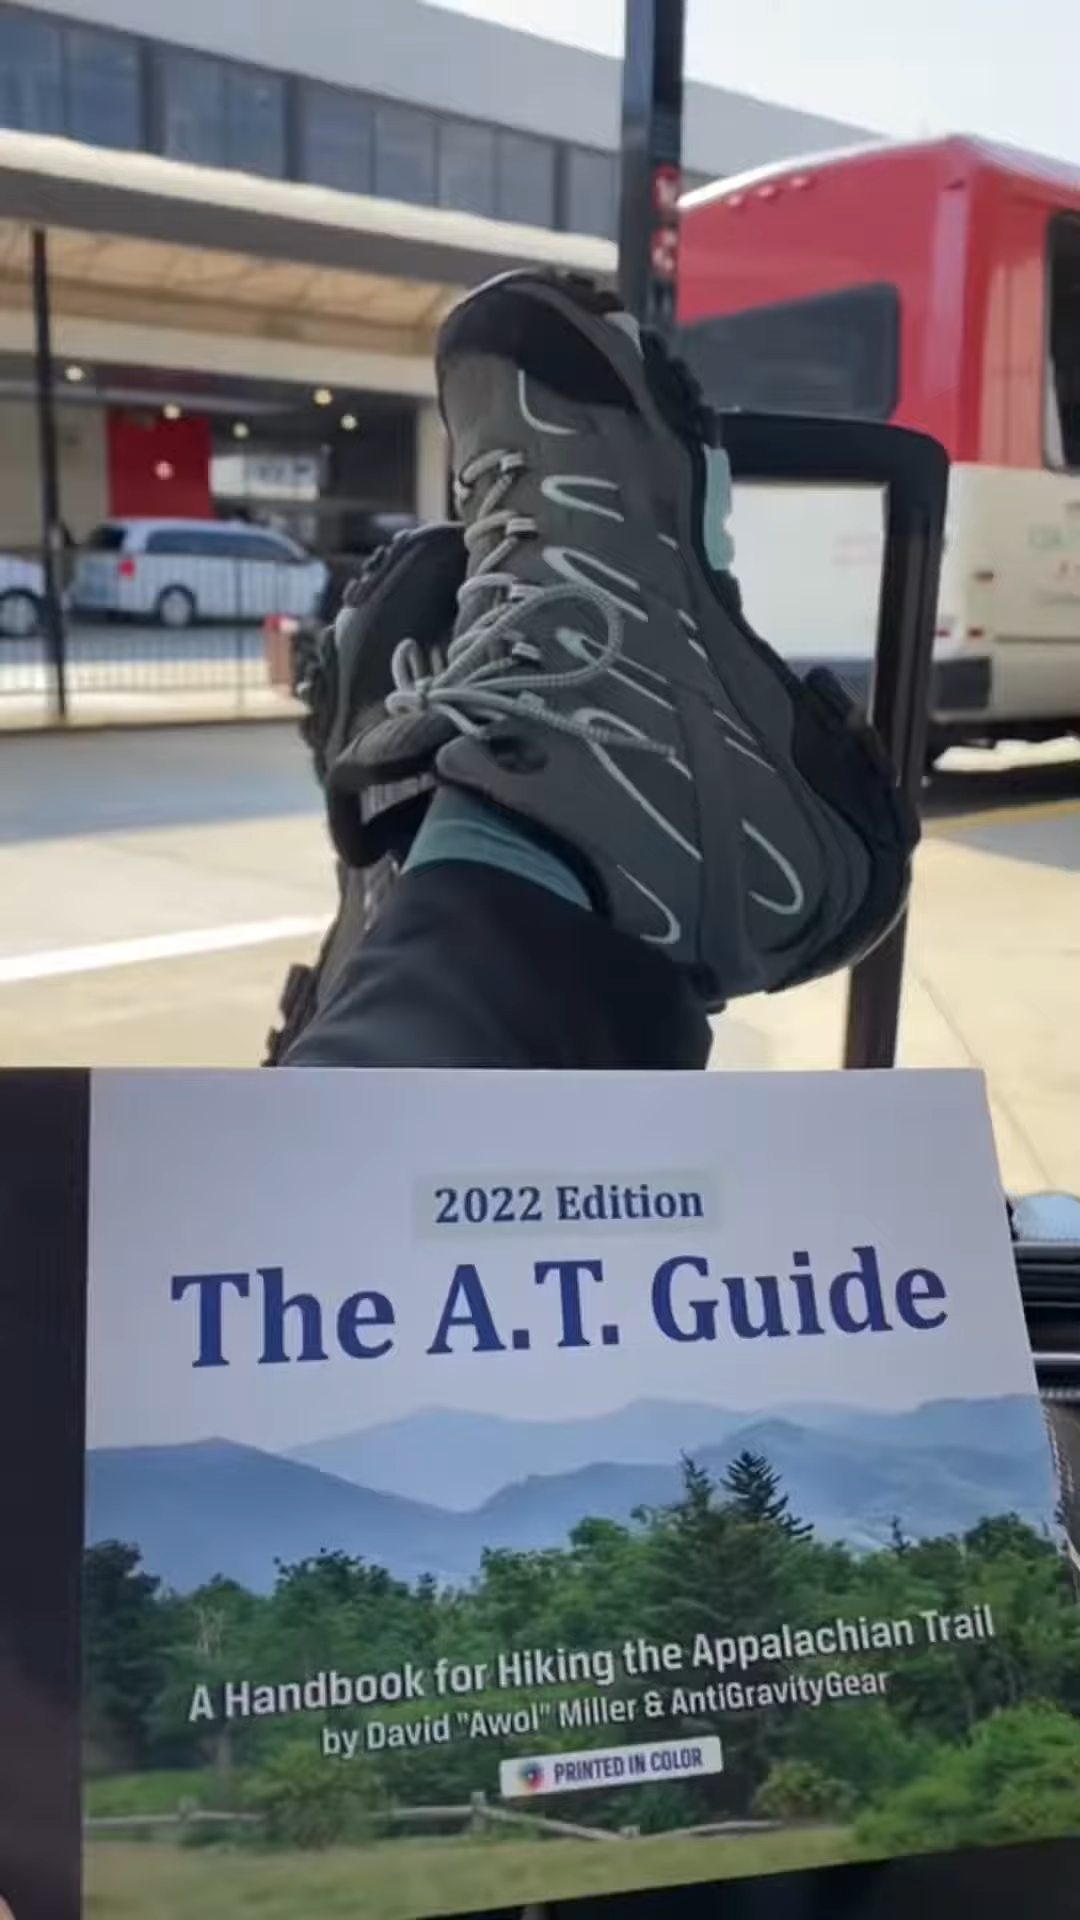 2022 Edition
The A.T. Guide
A Handbook for Hiking the Appalachian Trail
by David "Awol" Miller & AntiGravityGear
PRINTED IN COLOR